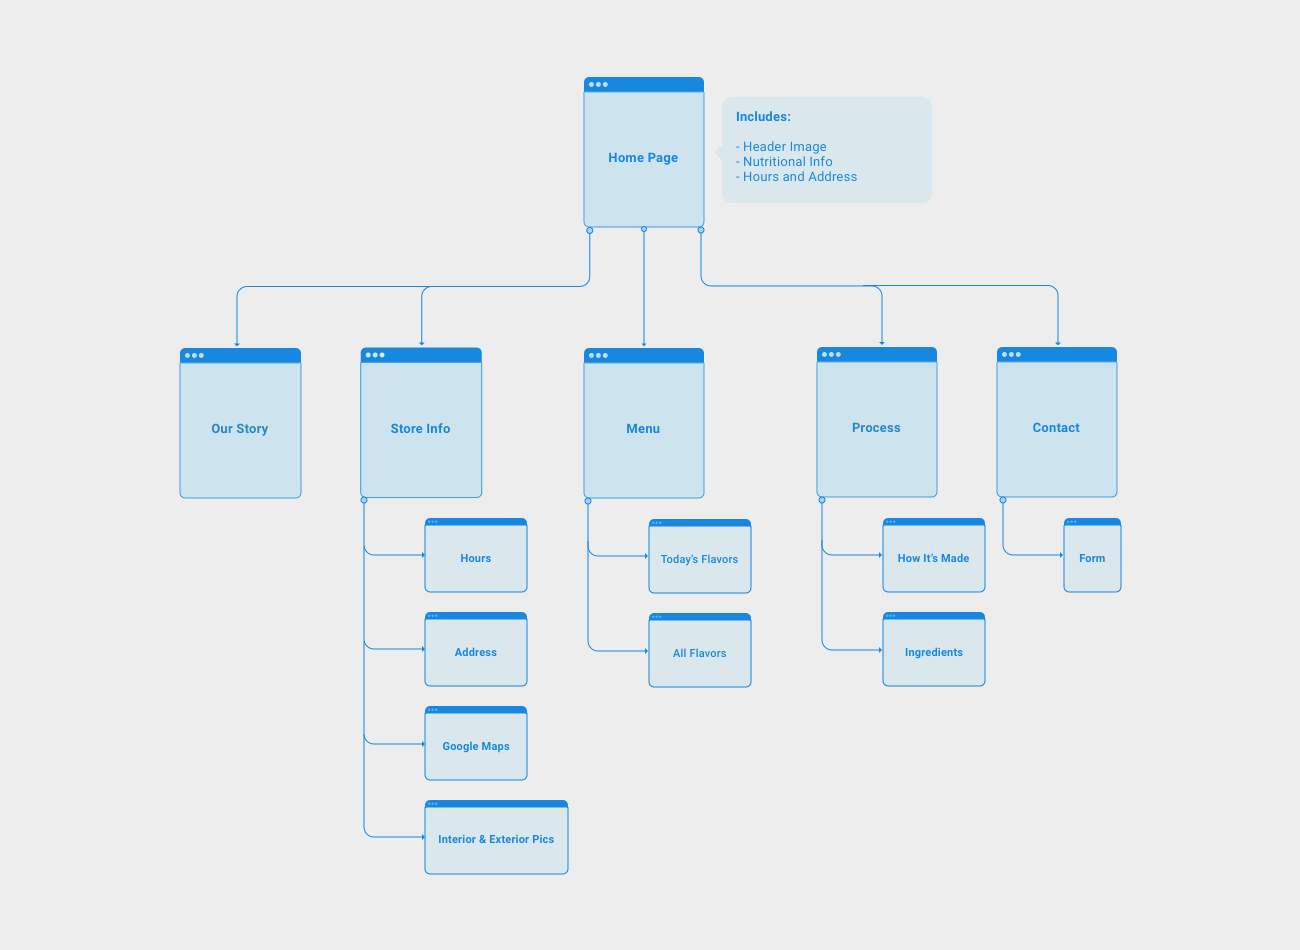 Home Page
Includes:
- Header Image
- Nutritional Info
- Hours and Address
Our Story
Store Info
Menu
Process
Contact
Hours
Today's Flavors
How It's Made
Form
Address
All Flavors
Ingredients
Google Maps
Interior & Exterior Pics